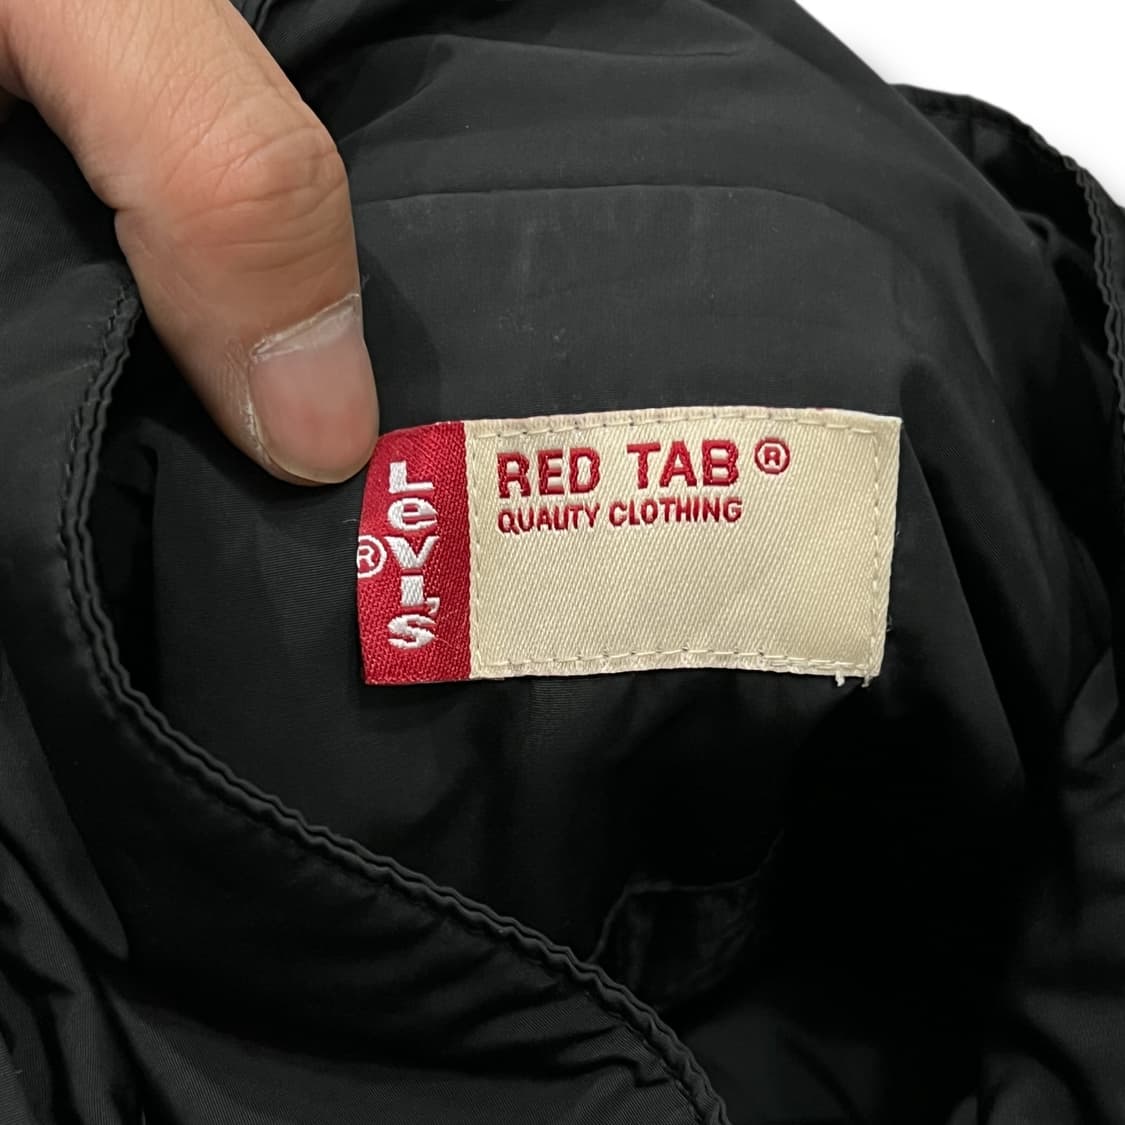 LeVI'S ®
RED TAB ®
QUALITY CLOTHING